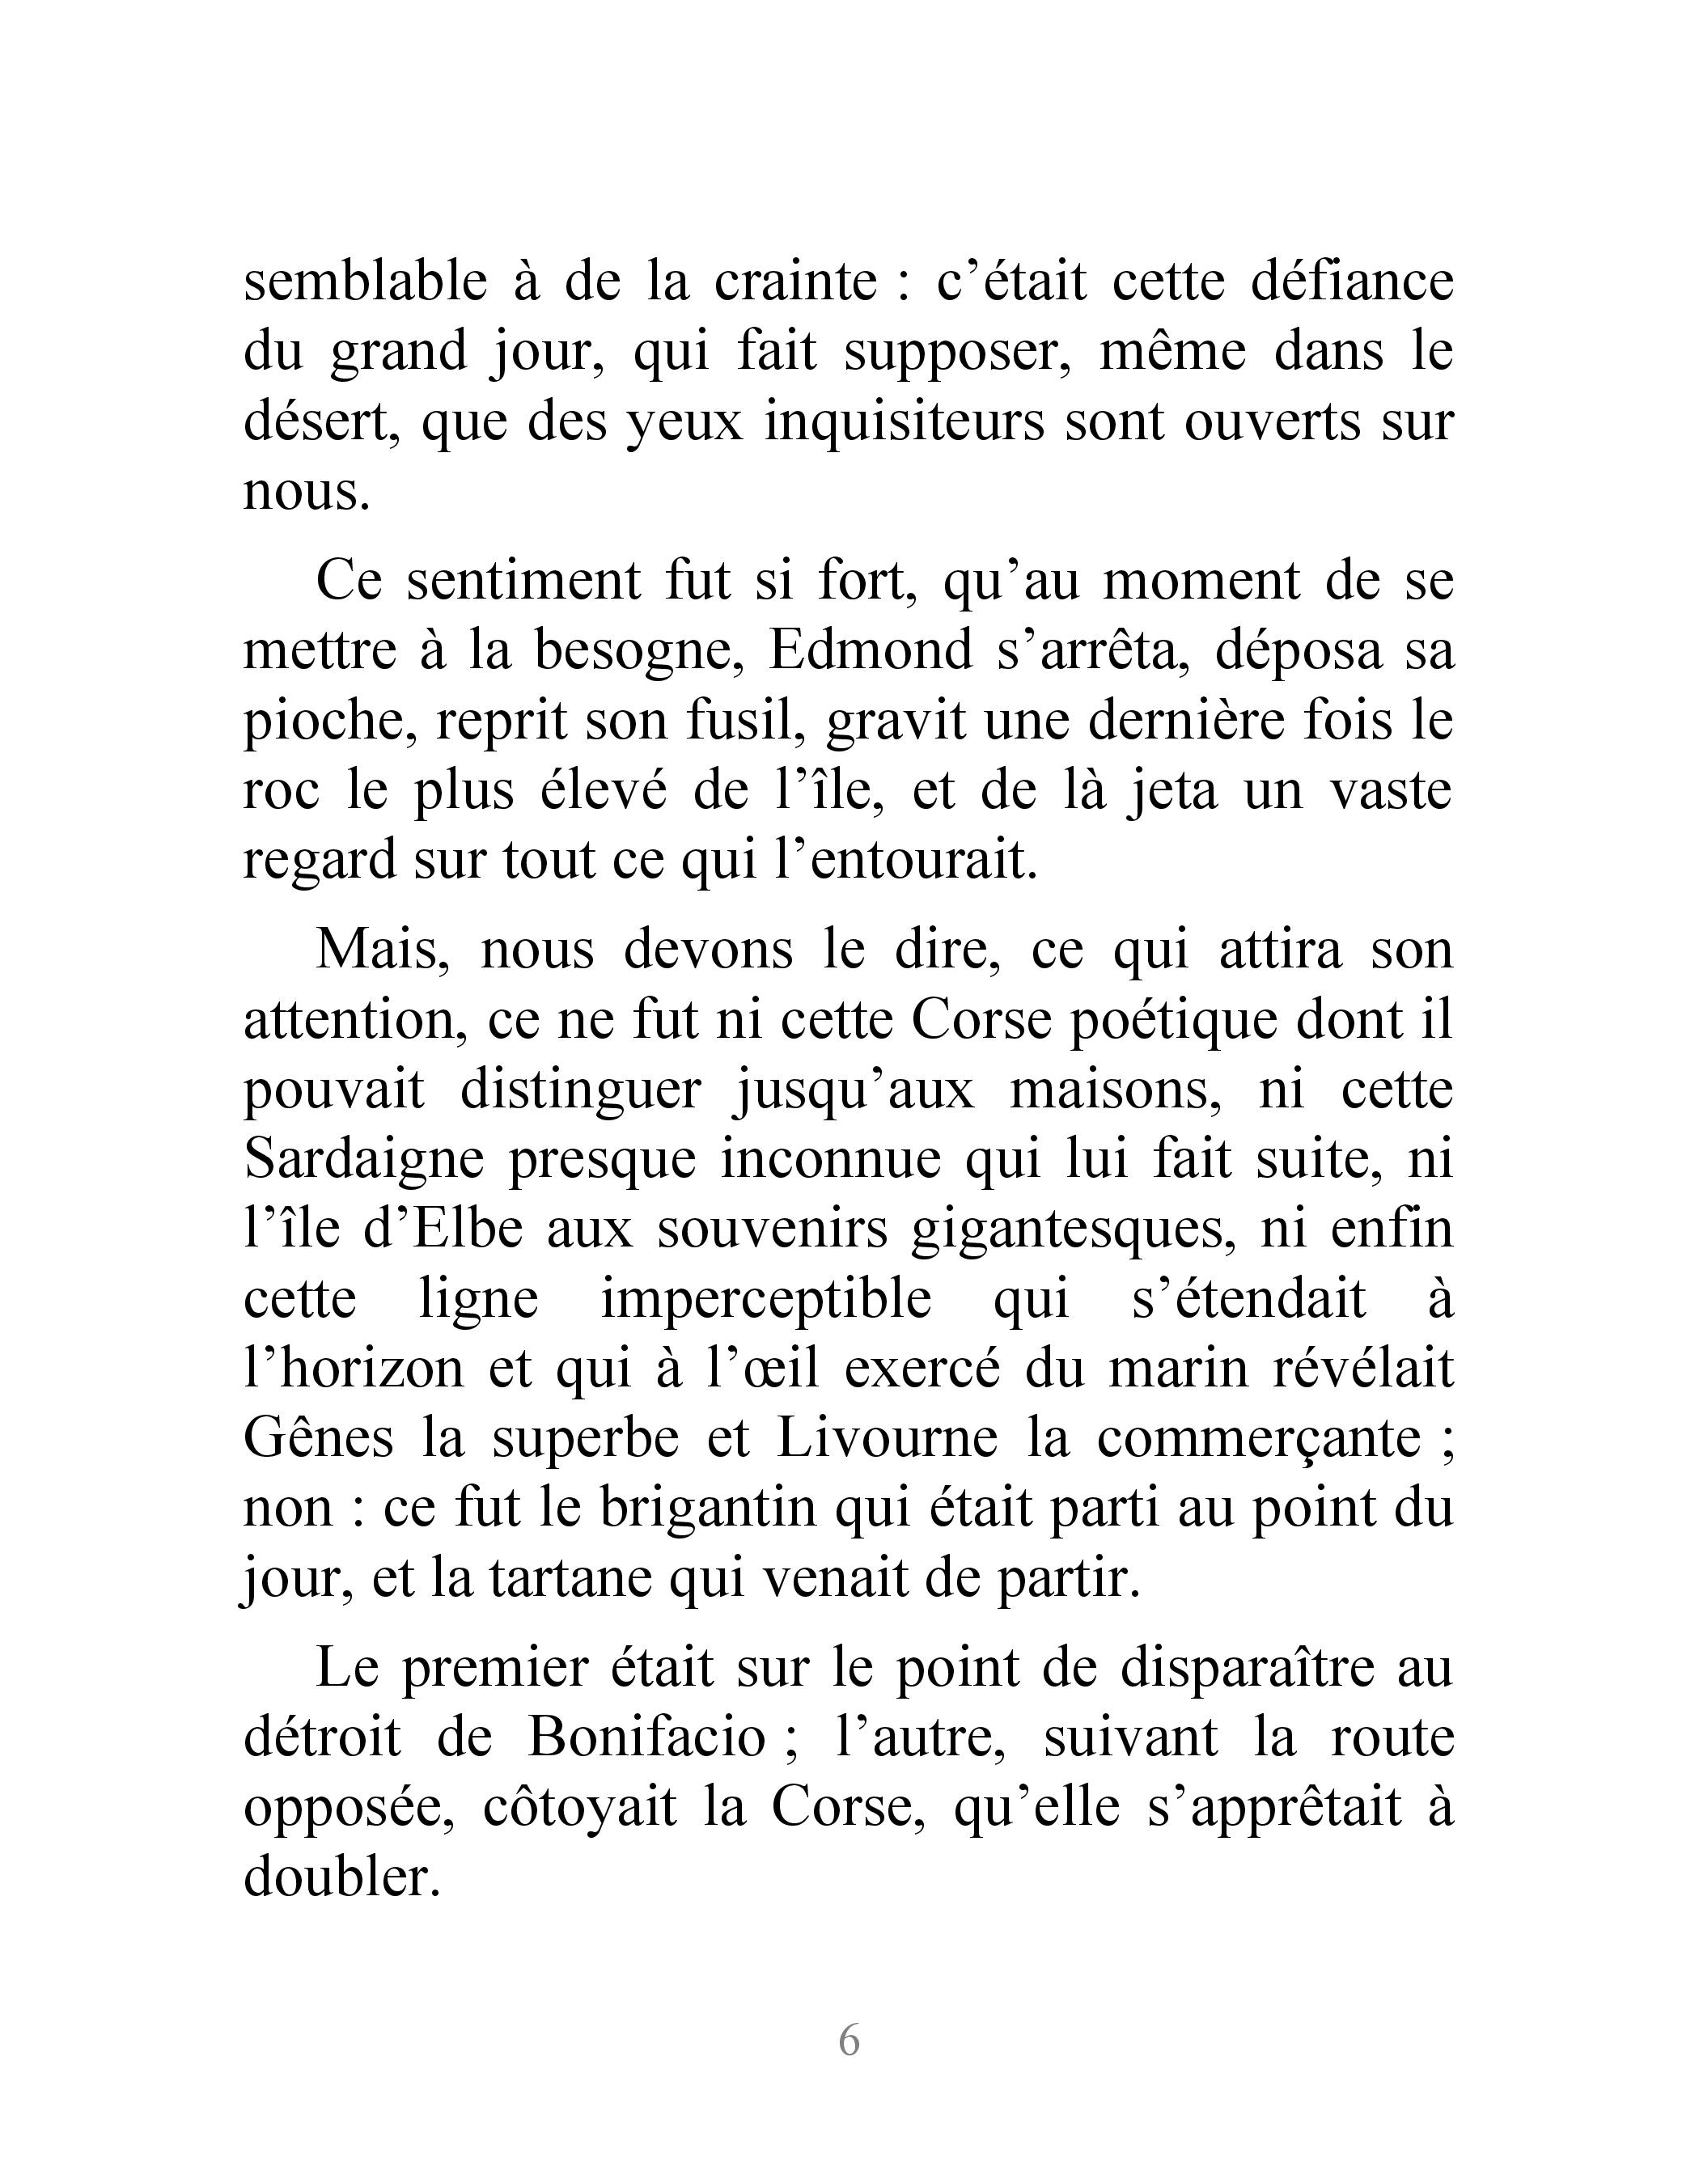 semblable à de la crainte : c’était cette défiance
du grand jour, qui fait supposer, même dans le
désert, que des yeux inquisiteurs sont ouverts sur
nous.
Ce sentiment fut si fort, qu’au moment de se
mettre à la besogne, Edmond s’arrêta, déposa sa
pioche, reprit son fusil, gravit une dernière fois le
roc le plus élevé de l’île, et de là jeta un vaste
regard sur tout ce qui l’entourait.
Mais, nous devons le dire, ce qui attira son
attention, ce ne fut ni cette Corse poétique dont il
pouvait distinguer jusqu’aux maisons, ni cette
Sardaigne presque inconnue qui lui fait suite, ni
l’île d’Elbe aux souvenirs gigantesques, ni enfin
cette ligne imperceptible qui s’étendait à
l’horizon et qui à l’œil exercé du marin révélait
Gênes la superbe et Livourne la commerçante ;
non : ce fut le brigantin qui était parti au point du
jour, et la tartane qui venait de partir.
Le premier était sur le point de disparaître au
détroit de Bonifacio ; l’autre, suivant la route
opposée, côtoyait la Corse, qu’elle s’apprêtait à
doubler.
6